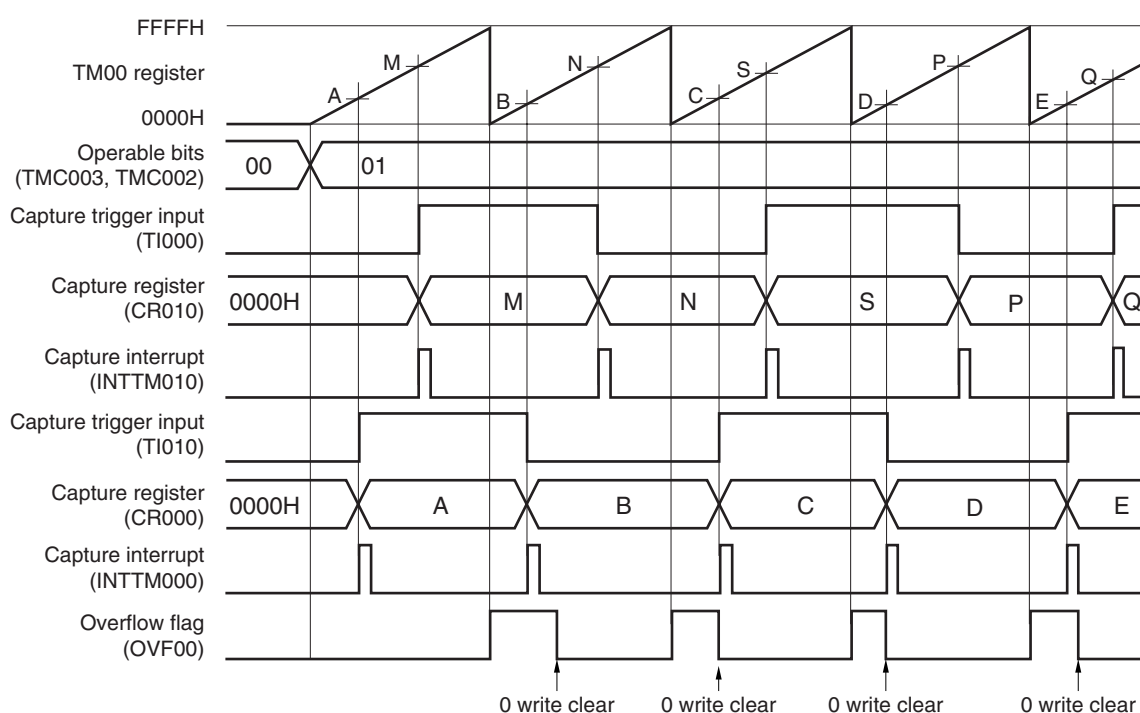 FFFFH
TM00 register
0000H
A
M
B
N
C
S
D
P
E
Q
Operable bits
(TMC003, TMC002)
00
01
Capture trigger input
(TI000)
Capture register
(CR010)
0000H
M
N
S
P
Q
Capture interrupt
(INTTM010)
Capture trigger input
(TI010)
Capture register
(CR000)
0000H
A
B
C
D
E
Capture interrupt
(INTTM000)
Overflow flag
(OVF00)
0 write clear
0 write clear
0 write clear
0 write clear